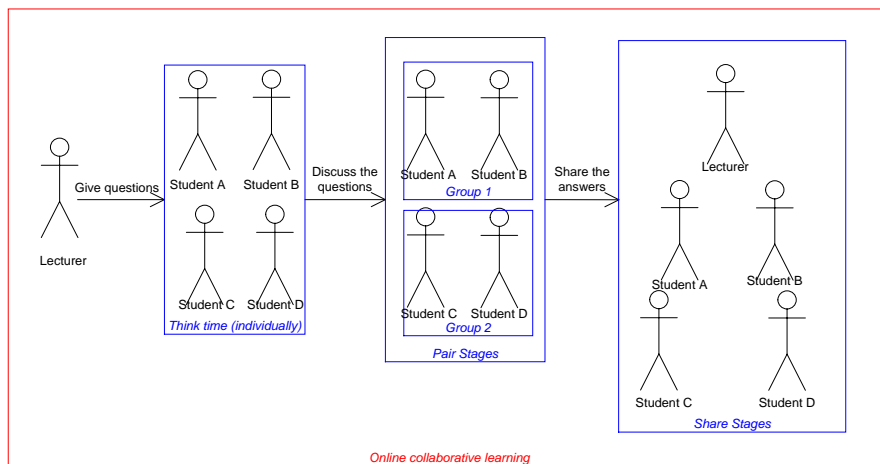 Lecturer
Give questions
Student A
Student B
Student C
Student D
Think time (individually)
Discuss the
questions
Student A
Student B
Group 1
Student C
Student D
Group 2
Pair Stages
Share the
answers
Lecturer
Student A
Student B
Student C
Student D
Share Stages
Online collaborative learning